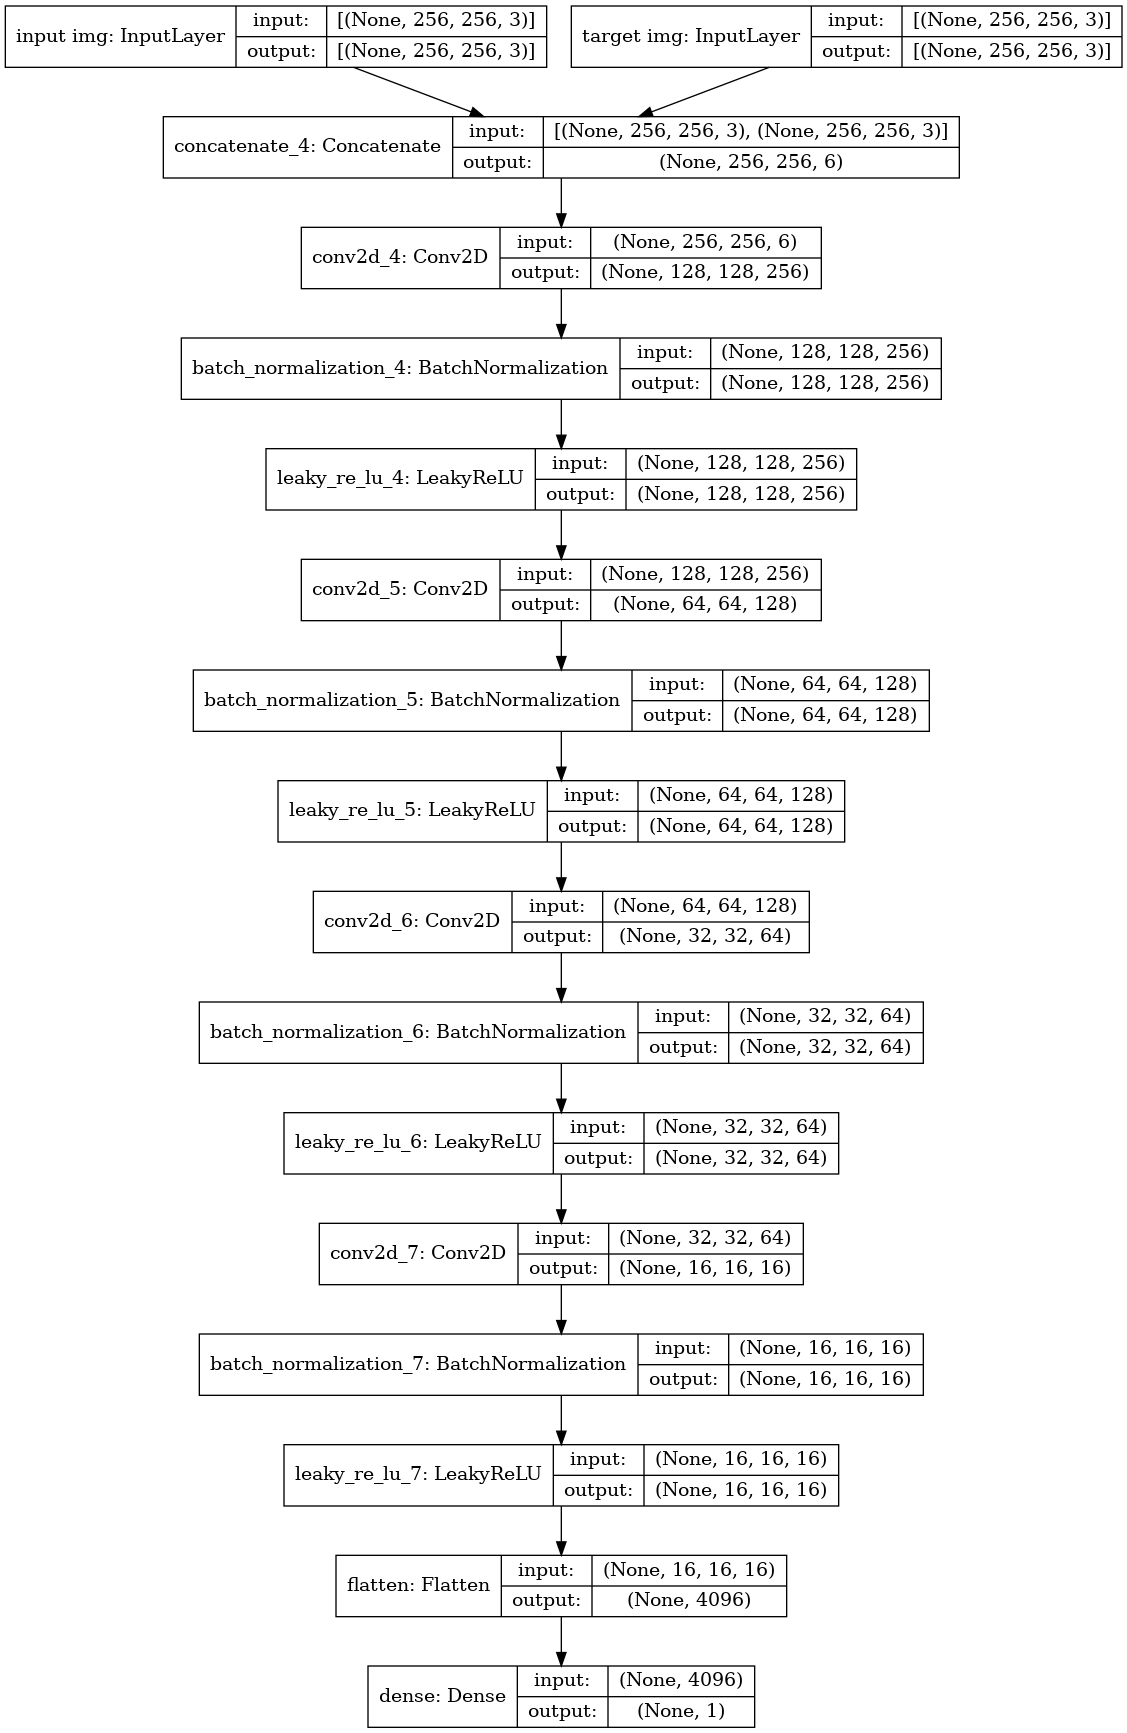 input img: InputLayer
input:
[(None, 256, 256, 3)]
output:
[(None, 256, 256, 3)]
target img: InputLayer
input:
[(None, 256, 256, 3)]
output:
[(None, 256, 256, 3)]
concatenate_4: Concatenate
input:
[(None, 256, 256, 3), (None, 256, 256, 3)]
output:
(None, 256, 256, 6)
conv2d_4: Conv2D
input:
(None, 256, 256, 6)
output:
(None, 128, 128, 256)
batch_normalization_4: BatchNormalization
input:
(None, 128, 128, 256)
output:
(None, 128, 128, 256)
leaky_re_lu_4: LeakyReLU
input:
(None, 128, 128, 256)
output:
(None, 128, 128, 256)
conv2d_5: Conv2D
input:
(None, 128, 128, 256)
output:
(None, 64, 64, 128)
batch_normalization_5: BatchNormalization
input:
(None, 64, 64, 128)
output:
(None, 64, 64, 128)
leaky_re_lu_5: LeakyReLU
input:
(None, 64, 64, 128)
output:
(None, 64, 64, 128)
conv2d_6: Conv2D
input:
(None, 64, 64, 128)
output:
(None, 32, 32, 64)
batch_normalization_6: BatchNormalization
input:
(None, 32, 32, 64)
output:
(None, 32, 32, 64)
leaky_re_lu_6: LeakyReLU
input:
(None, 32, 32, 64)
output:
(None, 32, 32, 64)
conv2d_7: Conv2D
input:
(None, 32, 32, 64)
output:
(None, 16, 16, 16)
batch_normalization_7: BatchNormalization
input:
(None, 16, 16, 16)
output:
(None, 16, 16, 16)
leaky_re_lu_7: LeakyReLU
input:
(None, 16, 16, 16)
output:
(None, 16, 16, 16)
flatten: Flatten
input:
(None, 16, 16, 16)
output:
(None, 4096)
dense: Dense
input:
(None, 4096)
output:
(None, 1)